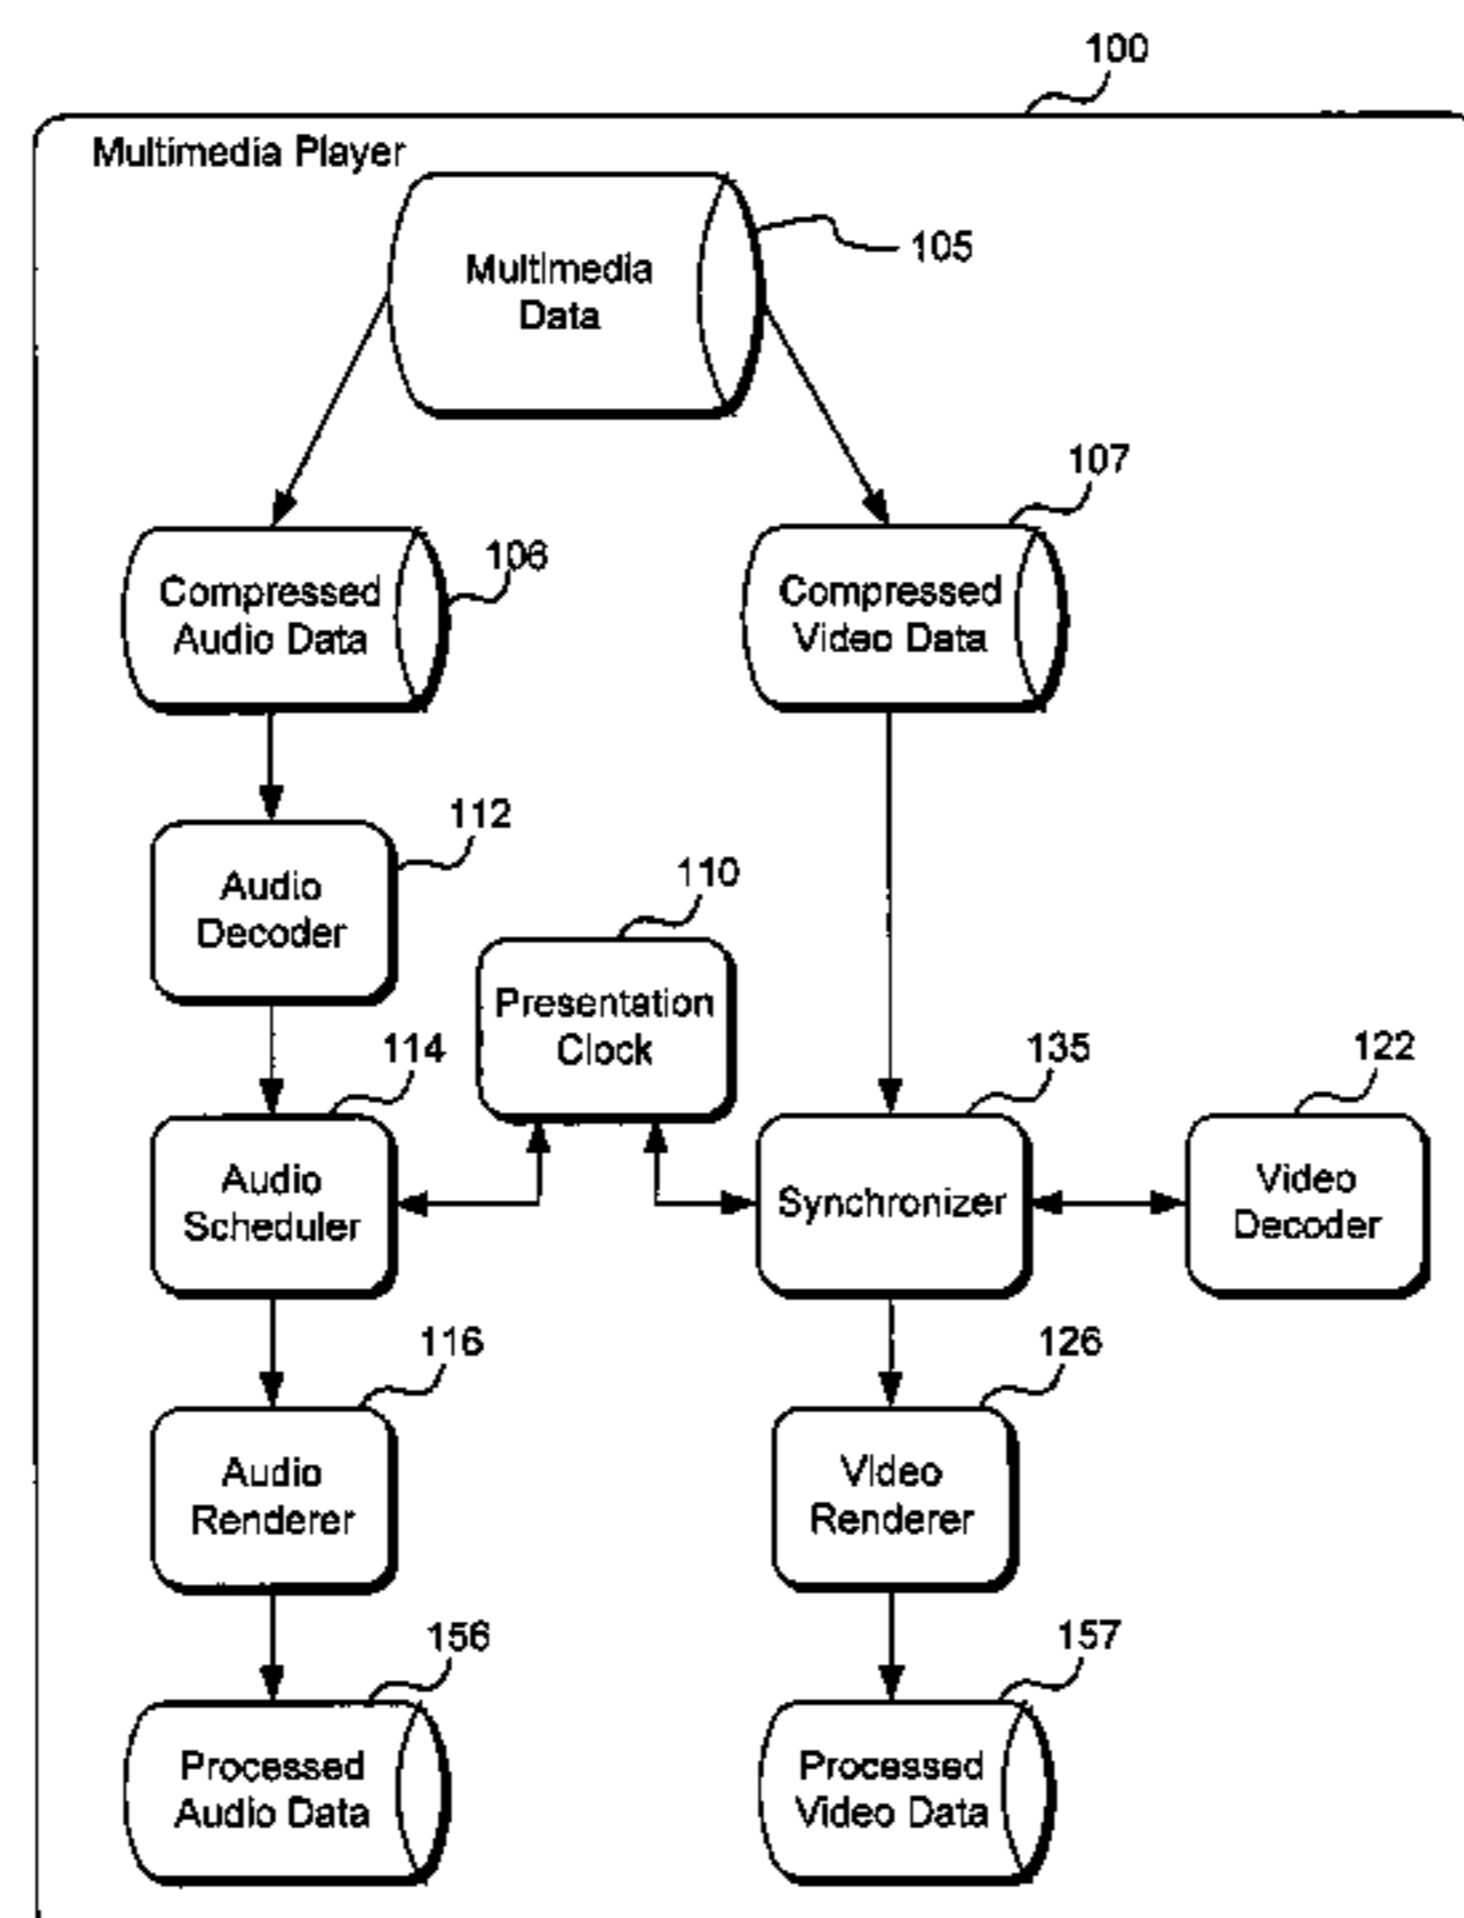 100
Multimedia Player
Multimedia
Data
105
107
106
Compressed
Audio Data
Compressed
Video Data
112
Audio
Decoder
110
Presentation
Clock
114
135
122
Audio
Scheduler
Synchronizer
Video
Decoder
116
126
Audio
Renderer
Video
Renderer
156
157
Processed
Audio Data
Processed
Video Data